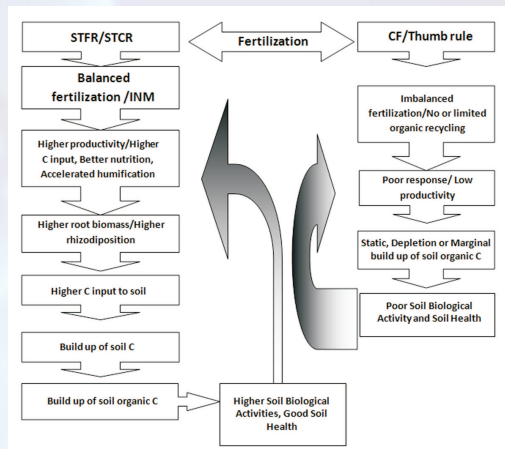 STFR/STCR
Fertilization
CF/Thumb rule
Balanced
fertilization /INM
Higher productivity/Higher
C input, Better nutrition,
Accelerated humification
Higher root biomass/Higher
rhizodiposition
Higher C input to soil
Build up of soil C
Build up of soil organic C
Higher Soil Biological
Activities, Good Soil
Health
Imbalanced
fertilization/No or limited
organic recycling
Poor response/ Low
productivity
Static, Depletion or Marginal
build up of soil organic C
Poor Soil Biological
Activity and Soil Health